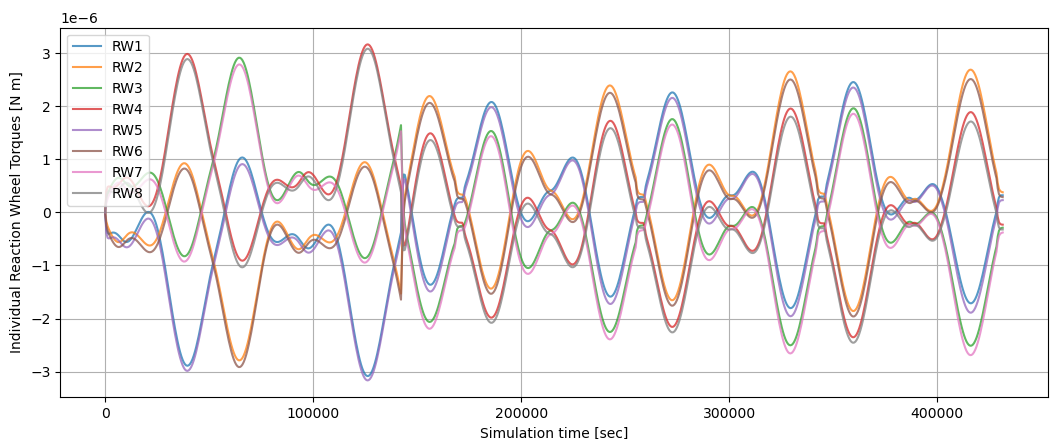 1e−6
Individual Reaction Wheel Torques [N m]
3
2
1
0
−1
−2
−3
RW1
RW2
RW3
RW4
RW5
RW6
RW7
RW8
0
100000
200000
300000
400000
Simulation time [sec]